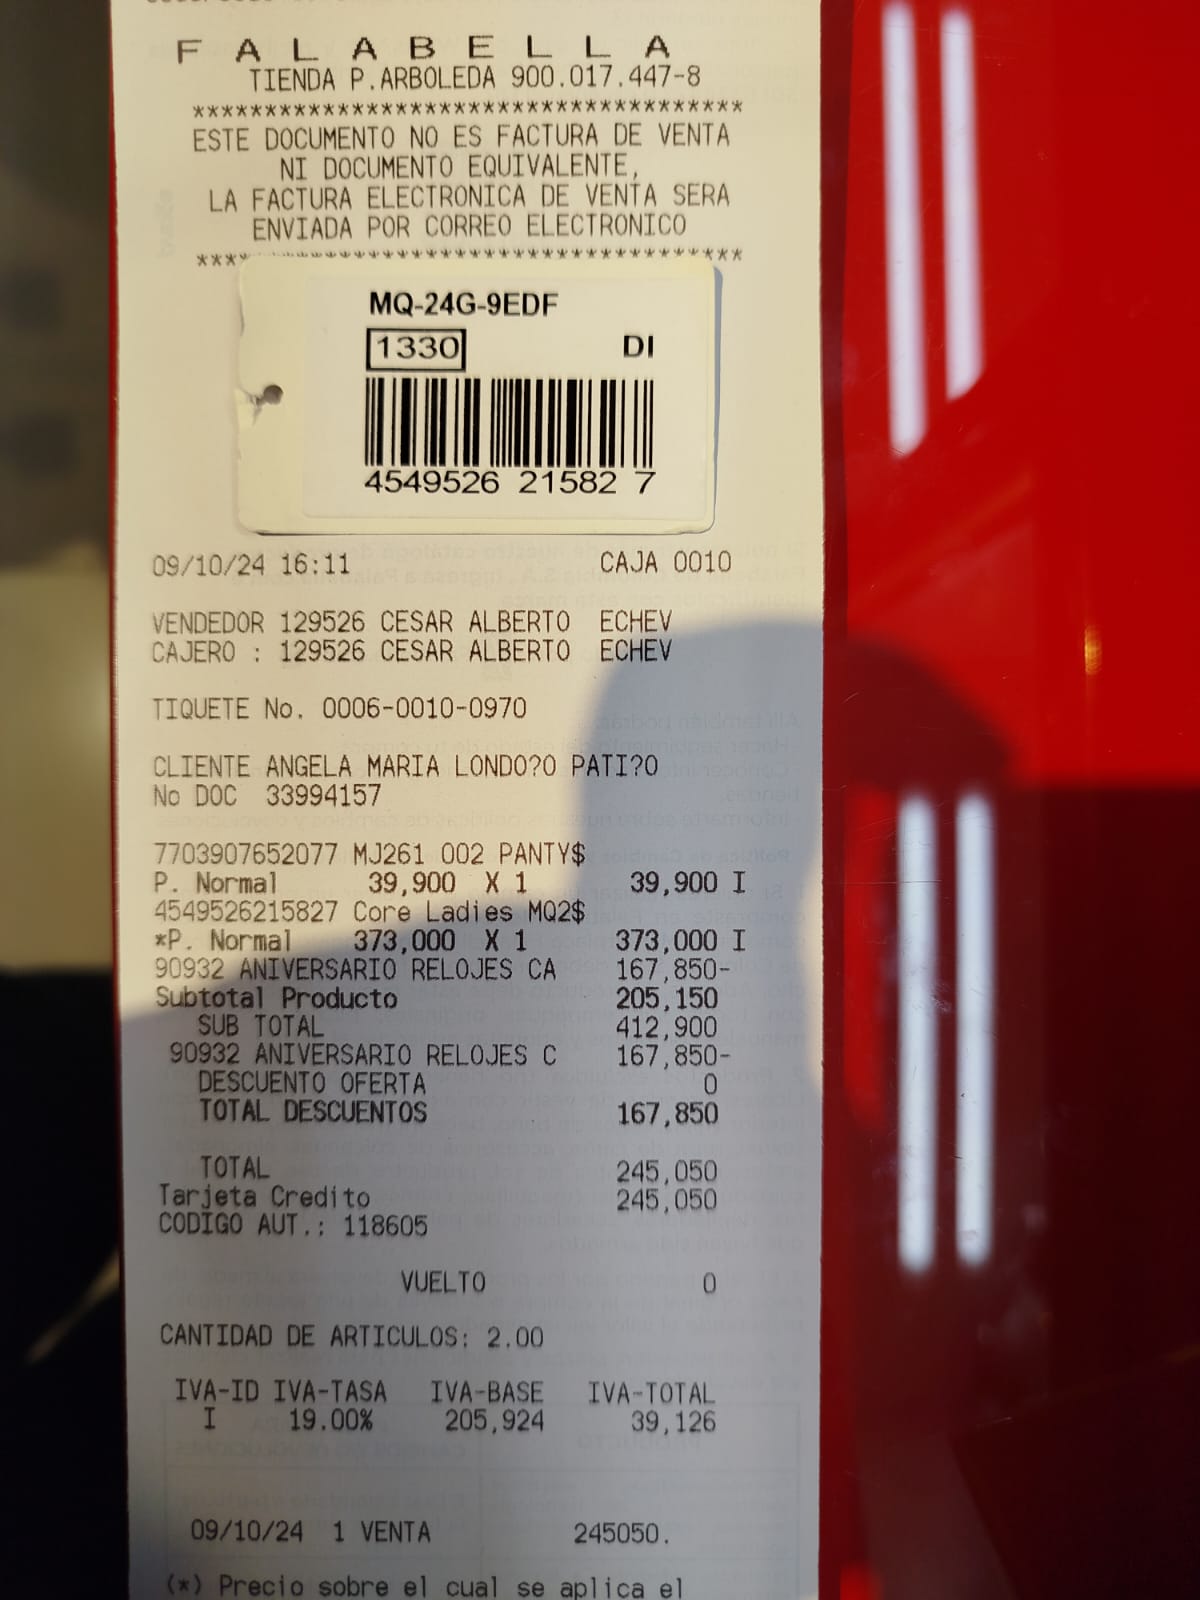 F A L A B E L L A
TIENDA P.ARBOLEDA 900.017.447-8
**************************************
ESTE DOCUMENTO NO ES FACTURA DE VENTA
NI DOCUMENTO EQUIVALENTE,
LA FACTURA ELECTRONICA DE VENTA SERA
ENVIADA POR CORREO ELECTRONICO
**************************************
MQ-24G-9EDF
1330 DI
4549526 21582 7
09/10/24 16:11 CAJA 0010
VENDEDOR 129526 CESAR ALBERTO  ECHEV
CAJERO : 129526 CESAR ALBERTO  ECHEV
TIQUETE No. 0006-0010-0970
CLIENTE ANGELA MARIA LONDO?O PATI?O
No DOC  33994157
7703907652077 MJ261 002 PANTY$
P. Normal 39,900 X 1 39,900 I
4549526215827 Core Ladies MQ2$
*P. Normal 373,000 X 1 373,000 I
90932 ANIVERSARIO RELOJES CA 167,850-
Subtotal Producto 205,150
SUB TOTAL 412,900
90932 ANIVERSARIO RELOJES C 167,850-
DESCUENTO OFERTA 0
TOTAL DESCUENTOS 167,850
TOTAL 245,050
Tarjeta Credito 245,050
CODIGO AUT.: 118605
VUELTO 0
CANTIDAD DE ARTICULOS: 2.00
IVA-ID IVA-TASA IVA-BASE IVA-TOTAL
I 19.00% 205,924 39,126
09/10/24 1 VENTA 245050.
(*) Precio sobre el cual se aplica el